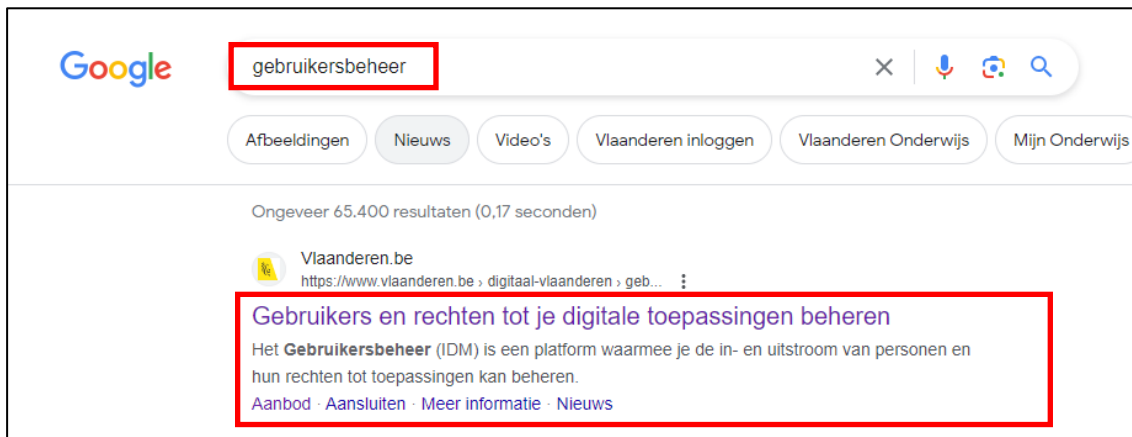 Google
gebruikersbeheer
Afbeeldingen Nieuws Video's Vlaanderen inloggen Vlaanderen Onderwijs Mijn Onderwijs
Ongeveer 65.400 resultaten (0,17 seconden)
Vlaanderen.be
https://www.vlaanderen.be › digitaal-vlaanderen › geb...
Gebruikers en rechten tot je digitale toepassingen beheren
Het Gebruikersbeheer (IDM) is een platform waarmee je de in- en uitstroom van personen en
hun rechten tot toepassingen kan beheren.
Aanbod · Aansluiten · Meer informatie · Nieuws